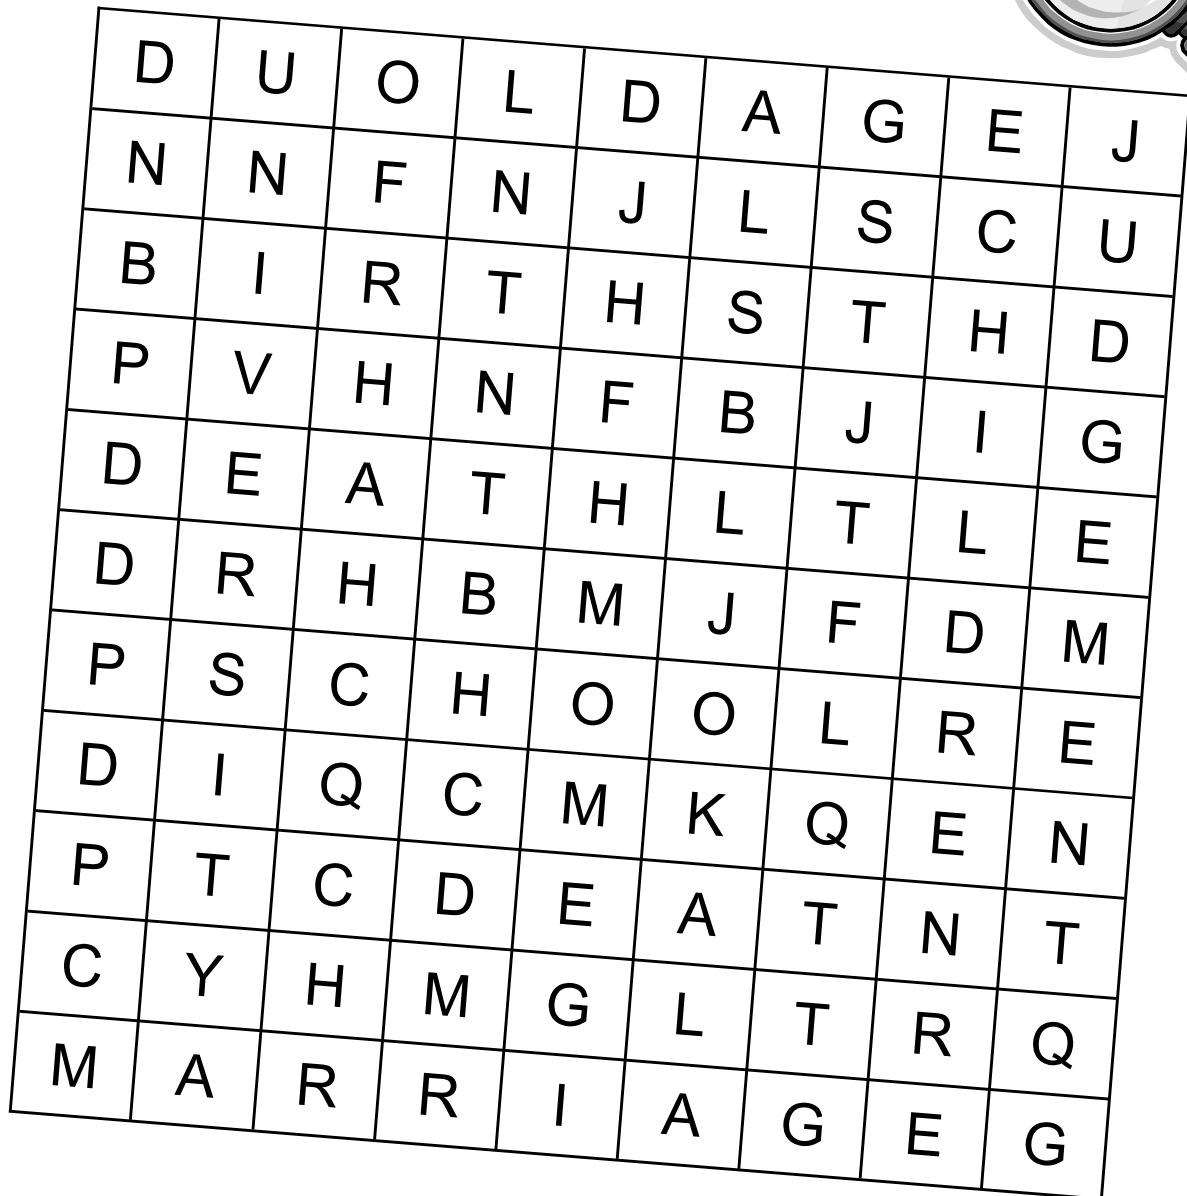 D U O L D A G E J
N N F N J L S C U
B I R T H S T H D
P V H N F B J I G
D E A T H L T L E
D R H B M J F D M
P S C H O O L R E
D I Q C M K Q E N
P T C D E A T N T
C Y H M G L T R Q
M A R R I A G E G